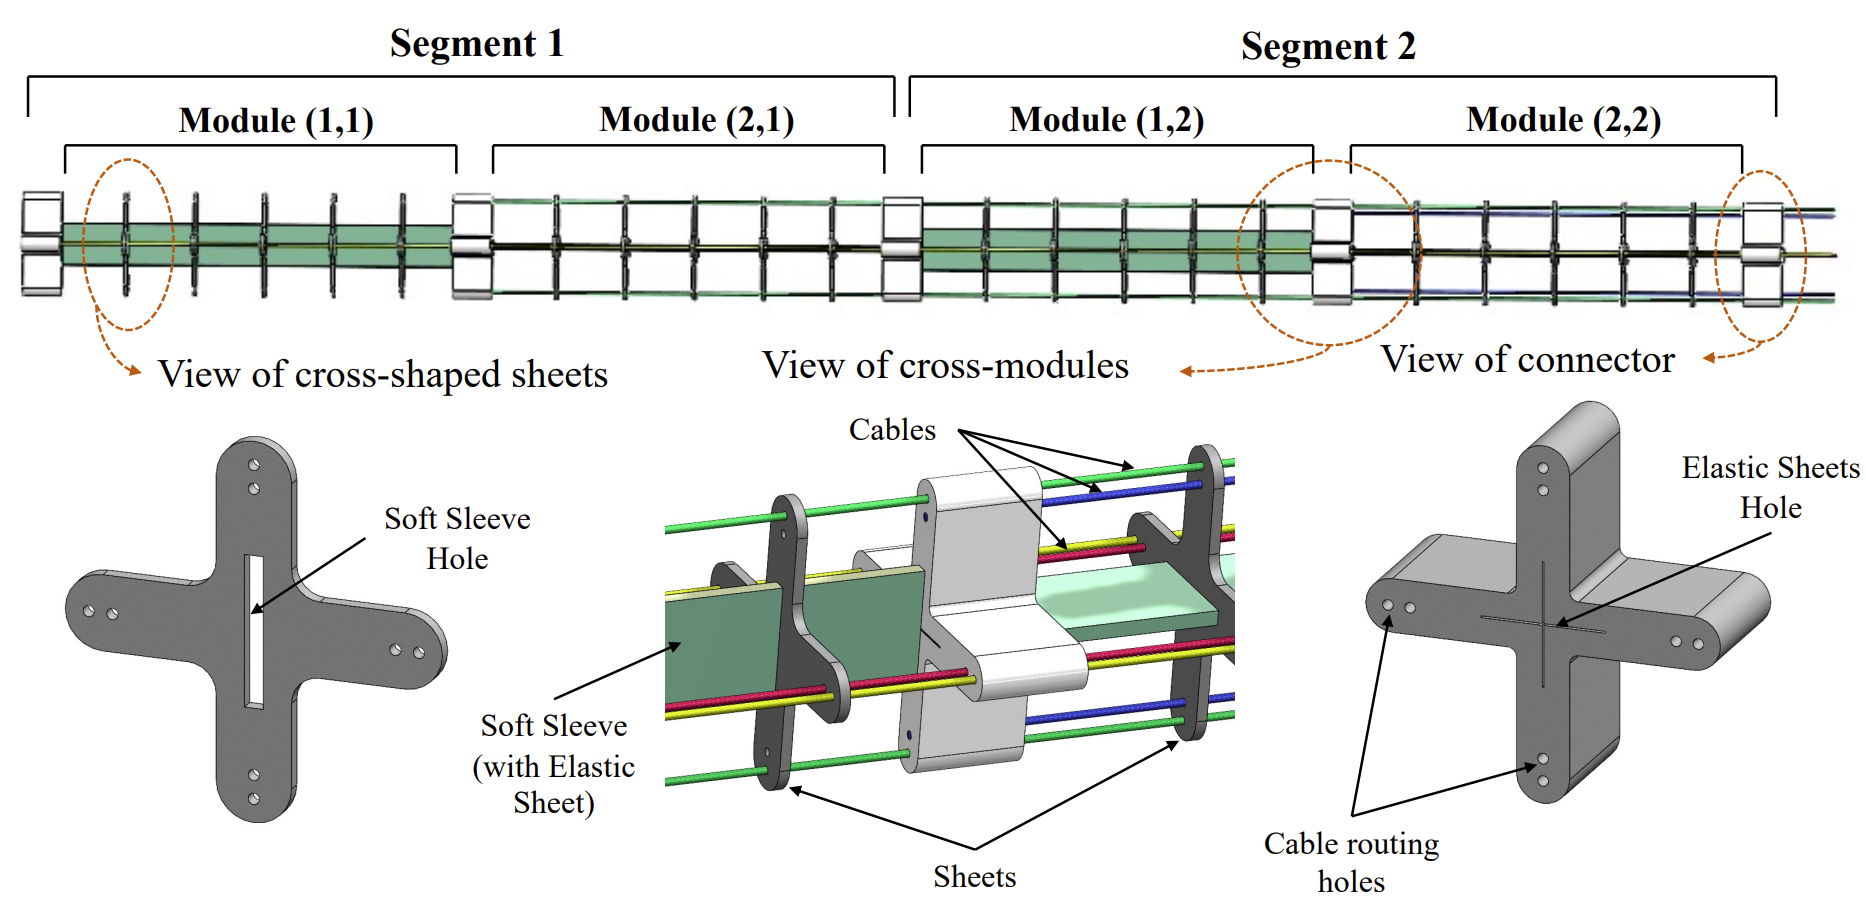 Segment 1
Segment 2
Module (1,1)
Module (2,1)
Module (1,2)
Module (2,2)
View of cross-shaped sheets
View of cross-modules
View of connector
Cables
Elastic Sheets
Hole
Soft Sleeve
Hole
Soft Sleeve
(with Elastic
Sheet)
Sheets
Cable routing
holes